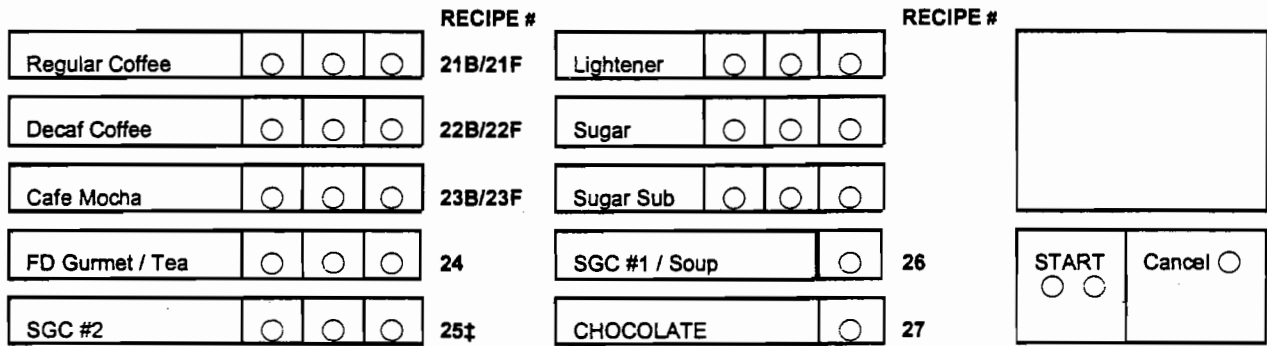 RECIPE # RECIPE #
Regular Coffee 21B/21F Lightener
Decaf Coffee 22B/22F Sugar
Cafe Mocha 23B/23F Sugar Sub
FD Gurmet / Tea 24 SGC #1 / Soup 26 START Cancel
SGC #2 25‡ CHOCOLATE 27